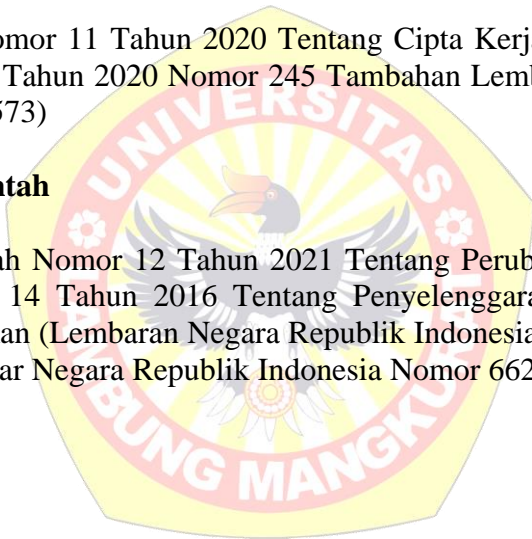 omor 11 Tahun 2020 Tentang Cipta Kerj
Tahun 2020 Nomor 245 Tambahan Lemb
573)
ntah
ah Nomor 12 Tahun 2021 Tentang Perub
14 Tahun 2016 Tentang Penyelenggara
an (Lembaran Negara Republik Indonesia
ar Negara Republik Indonesia Nomor 662
UNIVERSITAS
LAMBUNG MANGKURAT